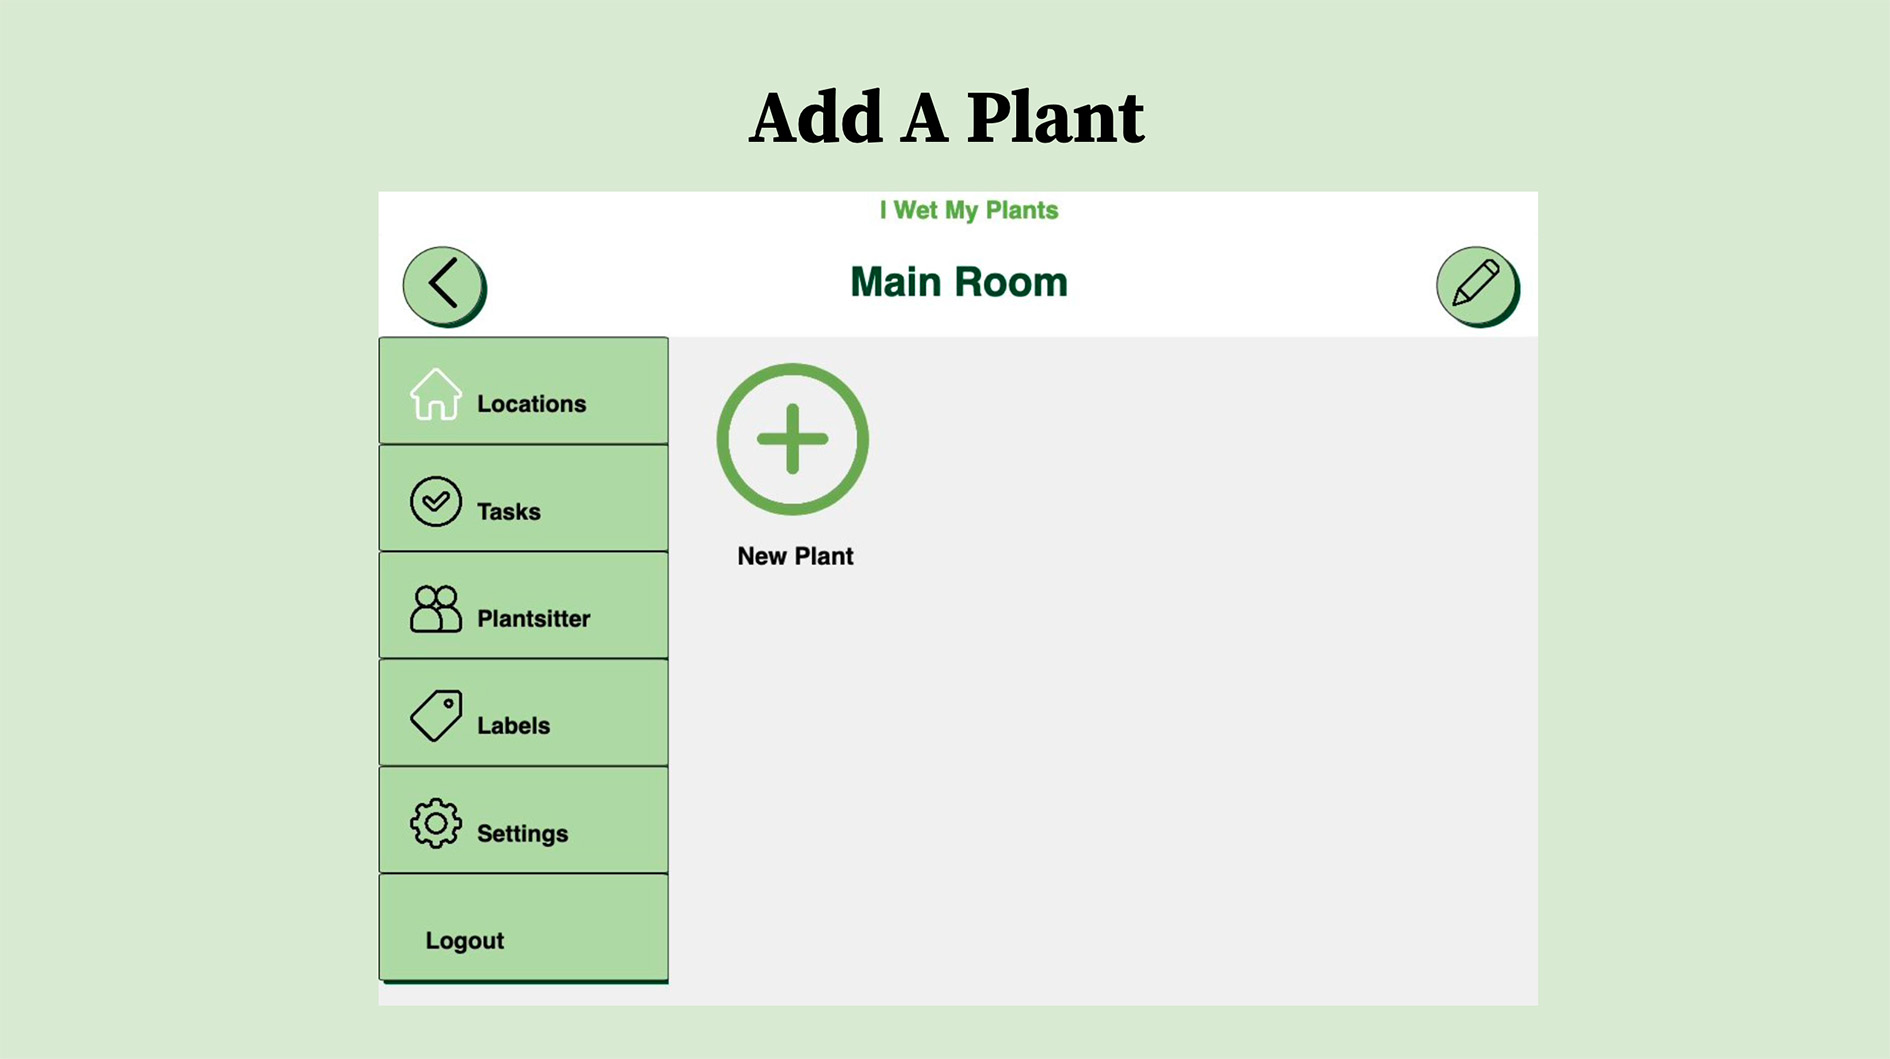 Add A Plant
I Wet My Plants
Main Room
Locations
Tasks
Plantsitter
Labels
Settings
Logout
New Plant